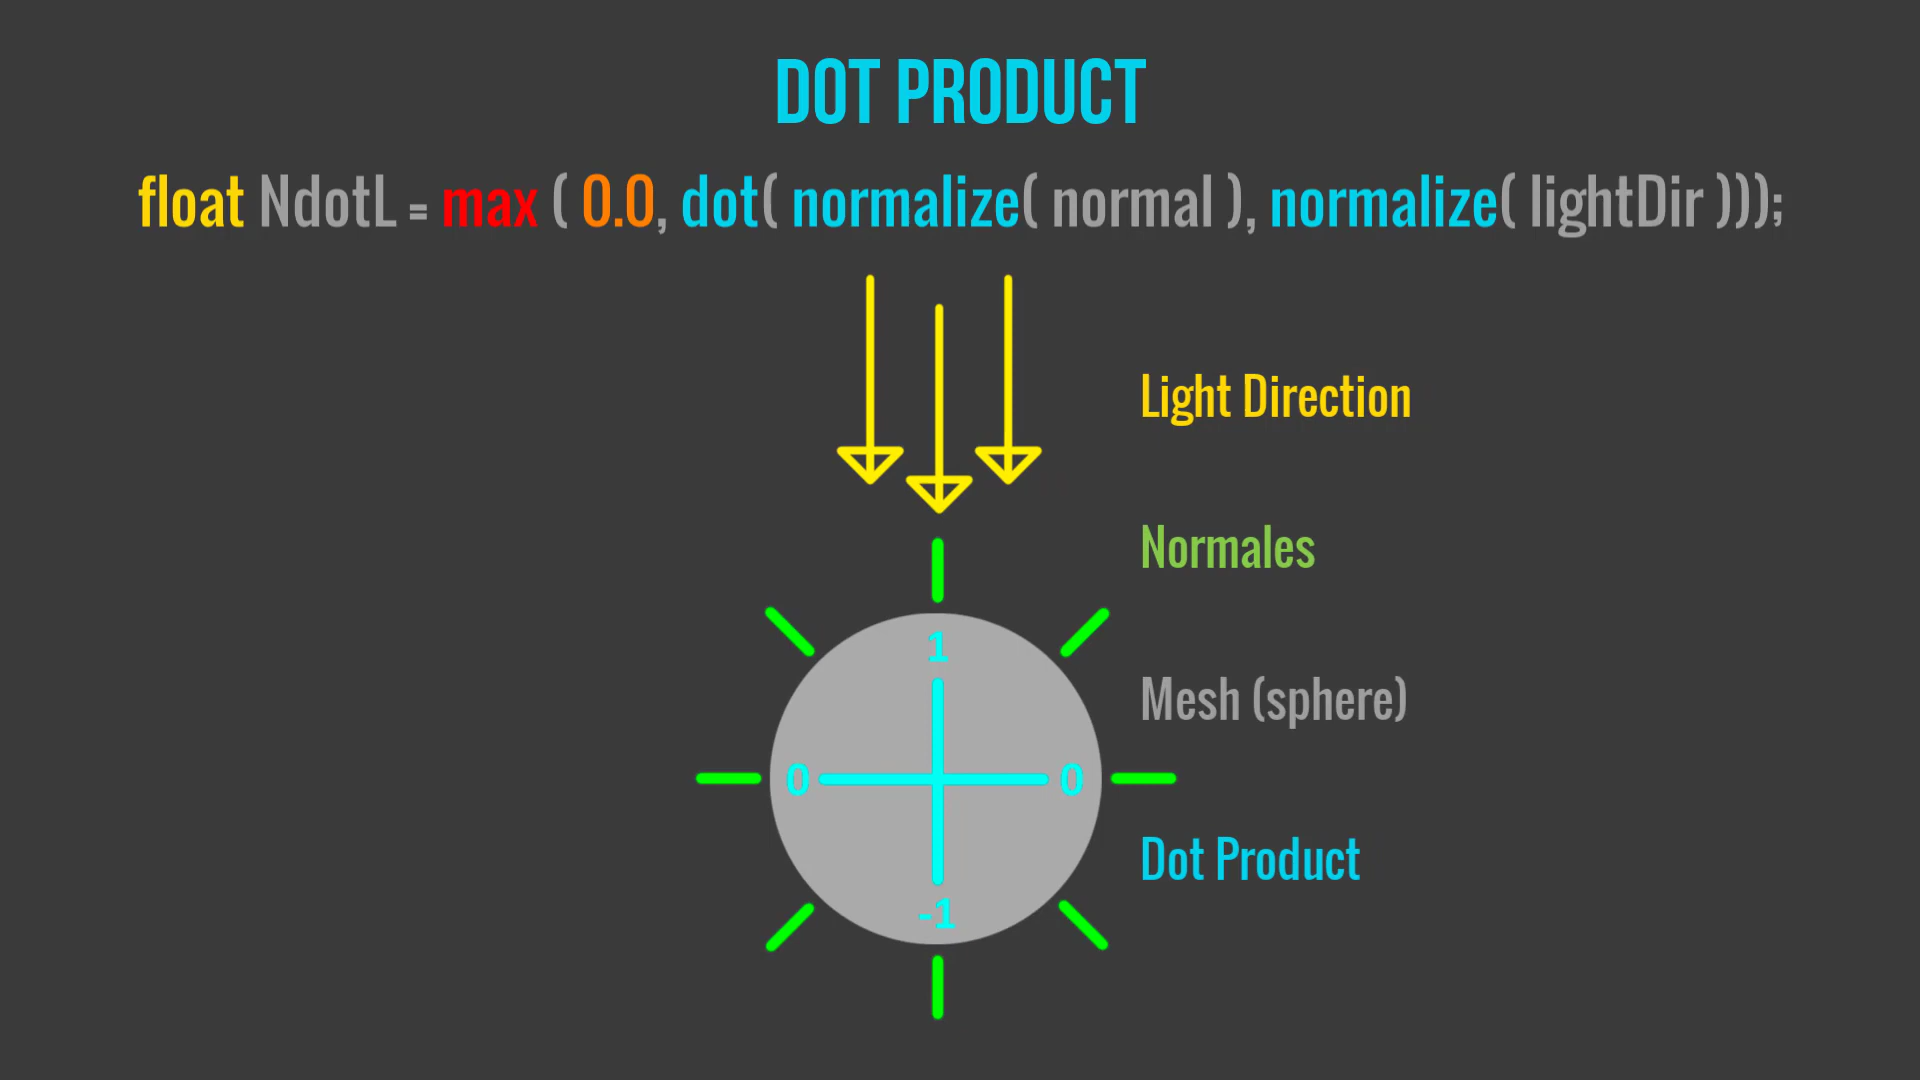 DOT PRODUCT
float NdotL = max ( 0.0, dot( normalize( normal ), normalize( lightDir )));
Light Direction
Normales
1
Mesh (sphere)
0 0
Dot Product
-1